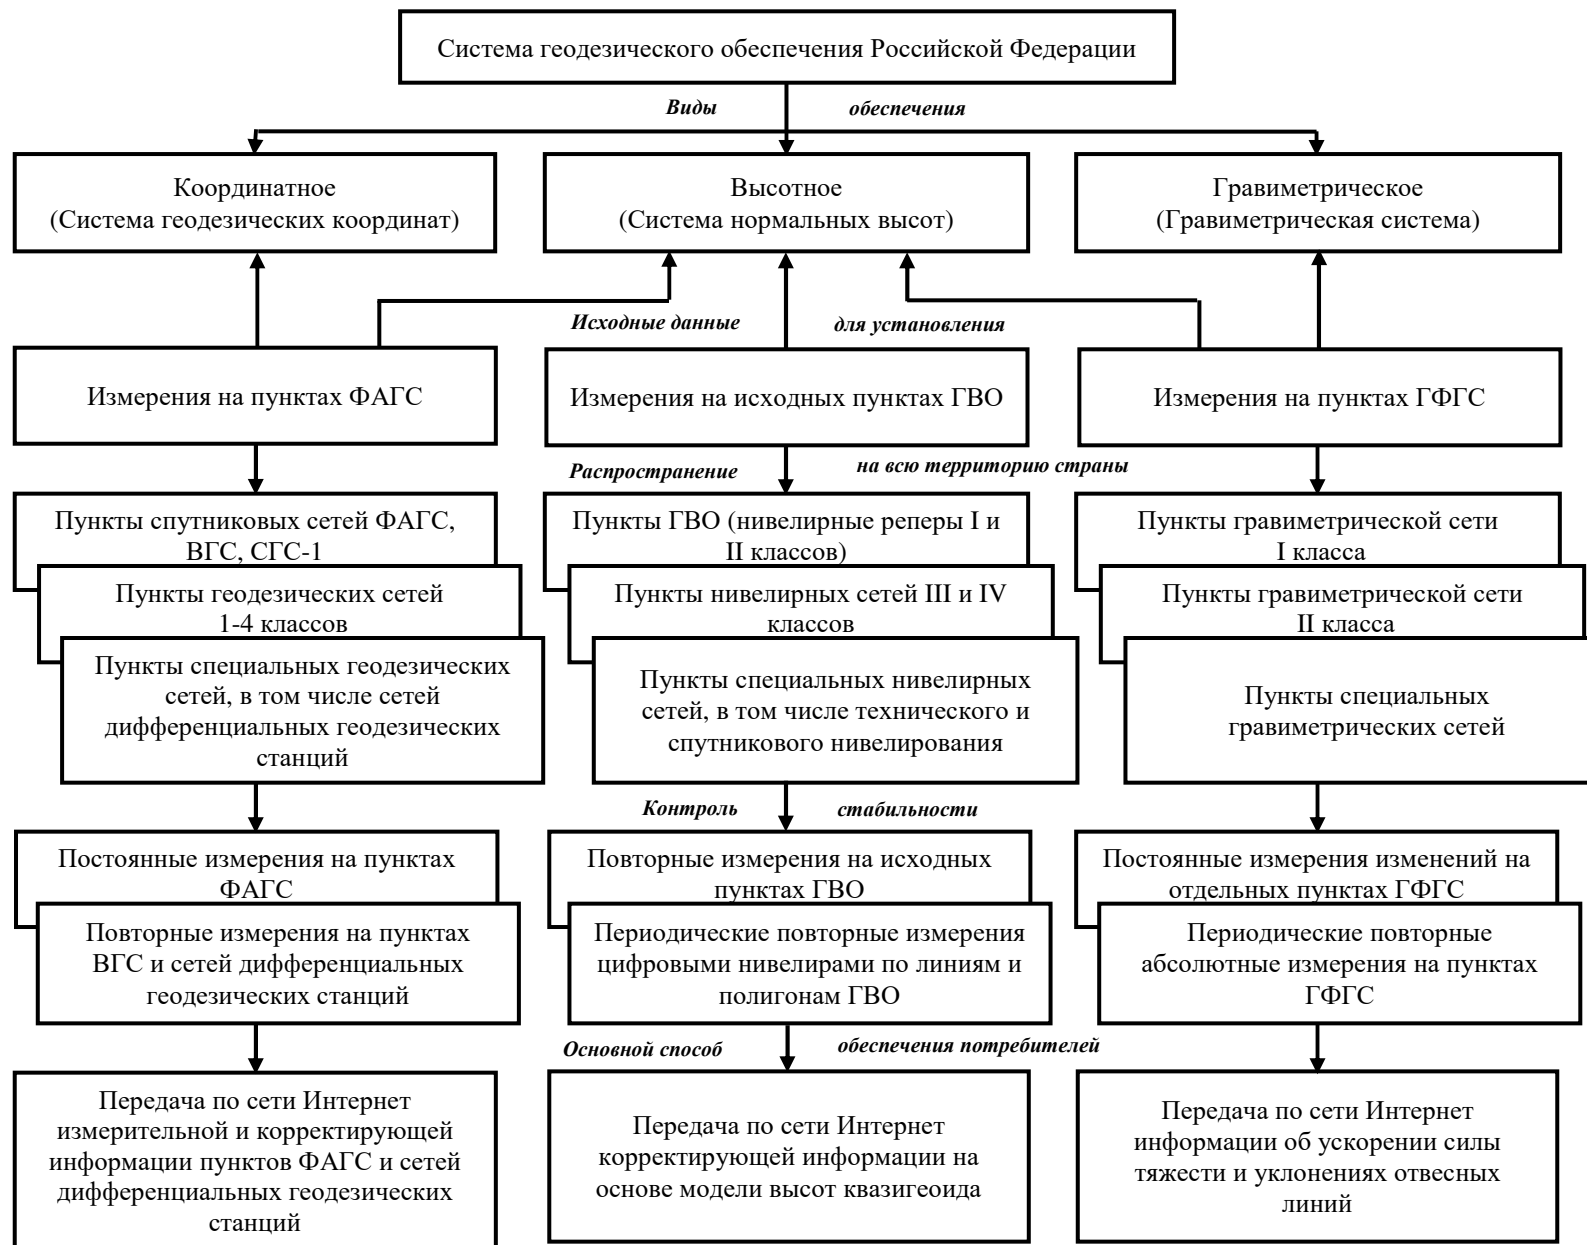 Система геодезического обеспечения Российской Федерации
Виды обеспечения
Координатное
(Система геодезических координат)
Высотное
(Система нормальных высот)
Гравиметрическое
(Гравиметрическая система)
Исходные данные для установления
Измерения на пунктах ФАГС
Измерения на исходных пунктах ГВО
Измерения на пунктах ГФГС
Распространение на всю территорию страны
Пункты спутниковых сетей ФАГС,
ВГС, СГС-1
Пункты геодезических сетей
1-4 классов
Пункты специальных геодезических
сетей, в том числе сетей
дифференциальных геодезических
станций
Пункты ГВО (нивелирные реперы I и
II классов)
Пункты нивелирных сетей III и IV
классов
Пункты специальных нивелирных
сетей, в том числе технического и
спутникового нивелирования
Пункты гравиметрической сети
I класса
Пункты гравиметрической сети
II класса
Пункты специальных
гравиметрических сетей
Контроль стабильности
Постоянные измерения на пунктах
ФАГС
Повторные измерения на пунктах
ВГС и сетей дифференциальных
геодезических станций
Повторные измерения на исходных
пунктах ГВО
Периодические повторные измерения
цифровыми нивелирами по линиям и
полигонам ГВО
Постоянные измерения изменений на
отдельных пунктах ГФГС
Периодические повторные
абсолютные измерения на пунктах
ГФГС
Основной способ обеспечения потребителей
Передача по сети Интернет
измерительной и корректирующей
информации пунктов ФАГС и сетей
дифференциальных геодезических
станций
Передача по сети Интернет
корректирующей информации на
основе модели высот квазигеоида
Передача по сети Интернет
информации об ускорении силы
тяжести и уклонениях отвесных
линий